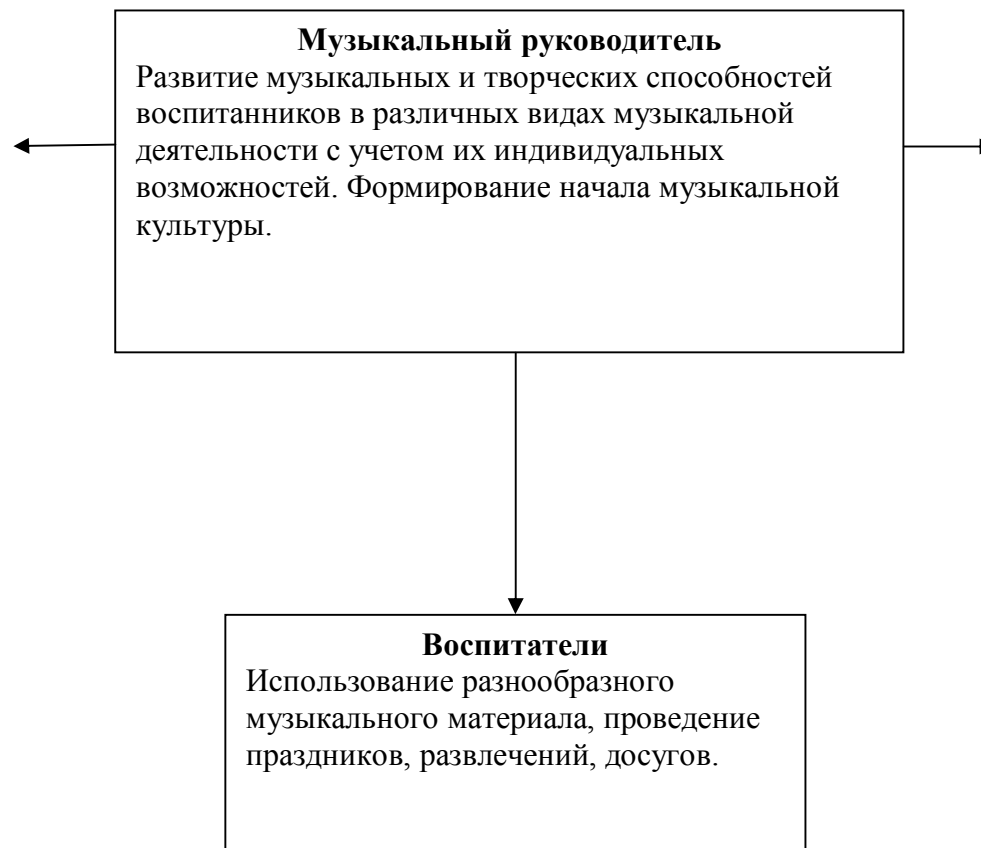 Музыкальный руководитель
Развитие музыкальных и творческих способностей
воспитанников в различных видах музыкальной
деятельности с учетом их индивидуальных
возможностей. Формирование начала музыкальной
культуры.
Воспитатели
Использование разнообразного
музыкального материала, проведение
праздников, развлечений, досугов.